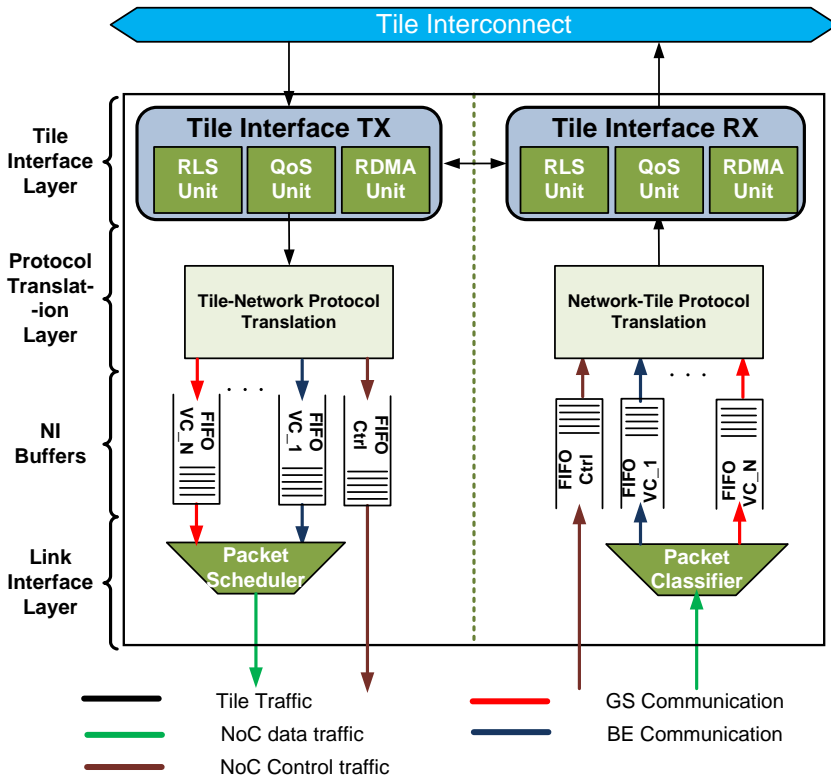 Tile Interconnect
Tile
Interface
Layer
Tile Interface TX
RLS
Unit
QoS
Unit
RDMA
Unit
Tile Interface RX
RLS
Unit
QoS
Unit
RDMA
Unit
Protocol
Translat-
-ion
Layer
Tile-Network Protocol
Translation
Network-Tile Protocol
Translation
. . .
. . .
NI
Buffers
FIFO
VC_N
FIFO
VC_1
FIFO
Ctrl
FIFO
Ctrl
FIFO
VC_1
FIFO
VC_N
Link
Interface
Layer
Packet
Scheduler
Packet
Classifier
Tile Traffic
GS Communication
NoC data traffic
BE Communication
NoC Control traffic